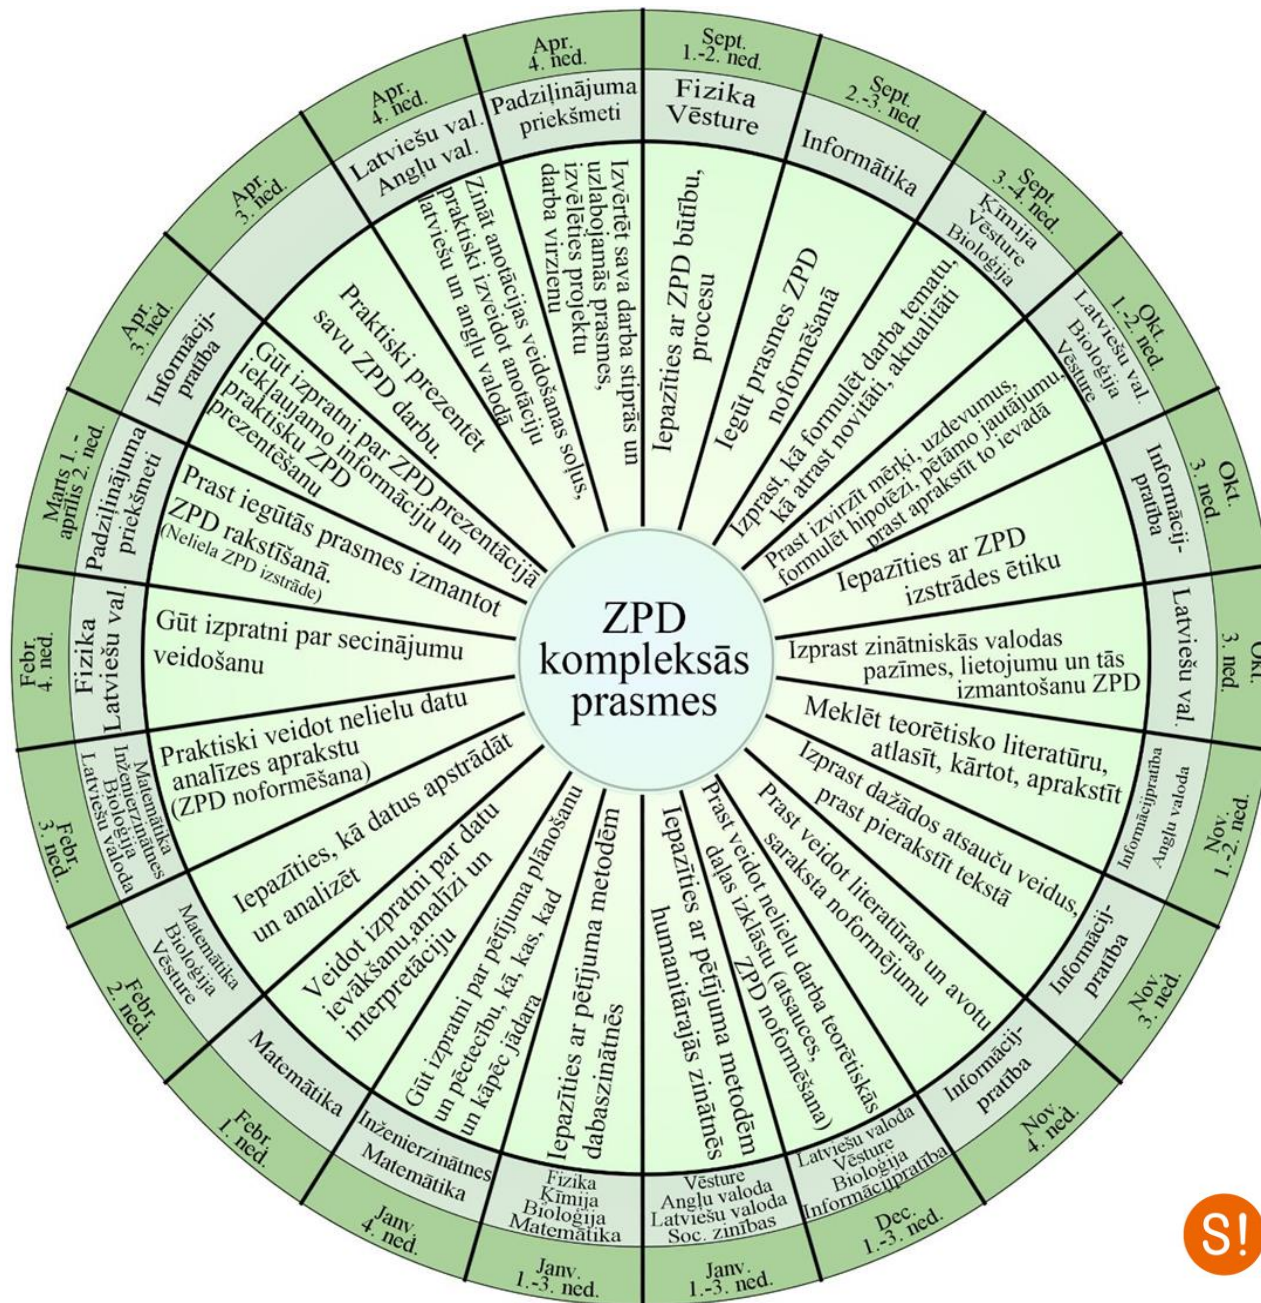 ZPD
kompleksās
prasmes
Sept.
1.-2. ned.
Fizika
Vēsture
Iepazīties ar ZPD būtību,
procesu
Sept.
2.-3. ned.
Informātika
Iegūt prasmes ZPD
noformēšanā
Sept.
3.-4. ned.
Ķīmija
Vēsture
Bioloģija
Izprast, kā formulēt darba tematu,
kā atrast novitāti, aktualitāti
Okt.
1.-2. ned.
Latviešu val.
Bioloģija
Vēsture
Prast izvirzīt mērķi, uzdevumus,
formulēt hipotēzi, pētāmo jautājumu,
prast aprakstīt to ievadā
Okt.
3. ned.
Informācij-
pratība
Iepazīties ar ZPD
izstrādes ētiku
3. ned.
Latviešu val.
Izprast zinātniskās valodas
pazīmes, lietojumu un tās
izmantošanu ZPD
Nov.
1.-2. ned.
Informācijpratība
Angļu valoda
Meklēt teorētisko literatūru,
atlasīt, kārtot, aprakstīt
Nov.
3. ned.
Informācij-
pratība
Izprast dažādos atsauču veidus,
prast pierakstīt tekstā
Nov.
4. ned.
Informācij-
pratība
Prast veidot literatūras un avotu
saraksta noformējumu
Dec.
1.-3. ned.
Latviešu valoda
Vēsture
Bioloģija
Informācijpratība
Prast veidot nelielu darba teorētiskās
daļas izklāstu (atsauces,
ZPD noformēšana)
Janv.
1.-3. ned.
Vēsture
Angļu valoda
Latviešu valoda
Soc. zinības
Iepazīties ar pētījuma metodēm
humanitārajās zinātnēs
Janv.
1.-3. ned.
Fizika
Ķīmija
Bioloģija
Matemātika
Iepazīties ar pētījuma metodēm
dabaszinātnēs
Janv.
4. ned.
Inženierzinātnes
Matemātika
Gūt izpratni par pētījuma plānošanu
un pēctecību, kā, kas, kad
un kāpēc jādara
Febr.
1. ned.
Matemātika
Veidot izpratni par datu
ievākšanu,analīzi un
interpretāciju
Febr.
2. ned.
Matemātika
Bioloģija
Vēsture
Iepazīties, kā datus apstrādāt
un analizēt
Febr.
3. ned.
Matemātika
Inženierzinātnes
Bioloģija
Latviešu valoda
Praktiski veidot nelielu datu
analīzes aprakstu
(ZPD noformēšana)
Febr.
4. ned.
Fizika
Latviešu val.
Gūt izpratni par secinājumu
veidošanu
Marts 1. -
aprīlis 2. ned.
Padziļinājuma
priekšmeti
Prast iegūtās prasmes izmantot
ZPD rakstīšanā.
(Neliela ZPD izstrāde)
Apr.
3. ned.
Informācij-
pratība
Gūt izpratni par ZPD prezentācijā
iekļaujamo informāciju un
praktisku ZPD
prezentēšanu
Apr.
3. ned.
Praktiski prezentēt
savu ZPD darbu.
Apr.
4. ned.
Latviešu val.
Angļu val.
Zināt anotācijas veidošanas soļus,
praktiski izveidot anotāciju
latviešu un angļu valodā
Apr.
4. ned.
Padziļinājuma
priekšmeti
Izvērtēt sava darba stiprās un
uzlabojamās prasmes,
izvēlēties projektu
darba virzienu
S!